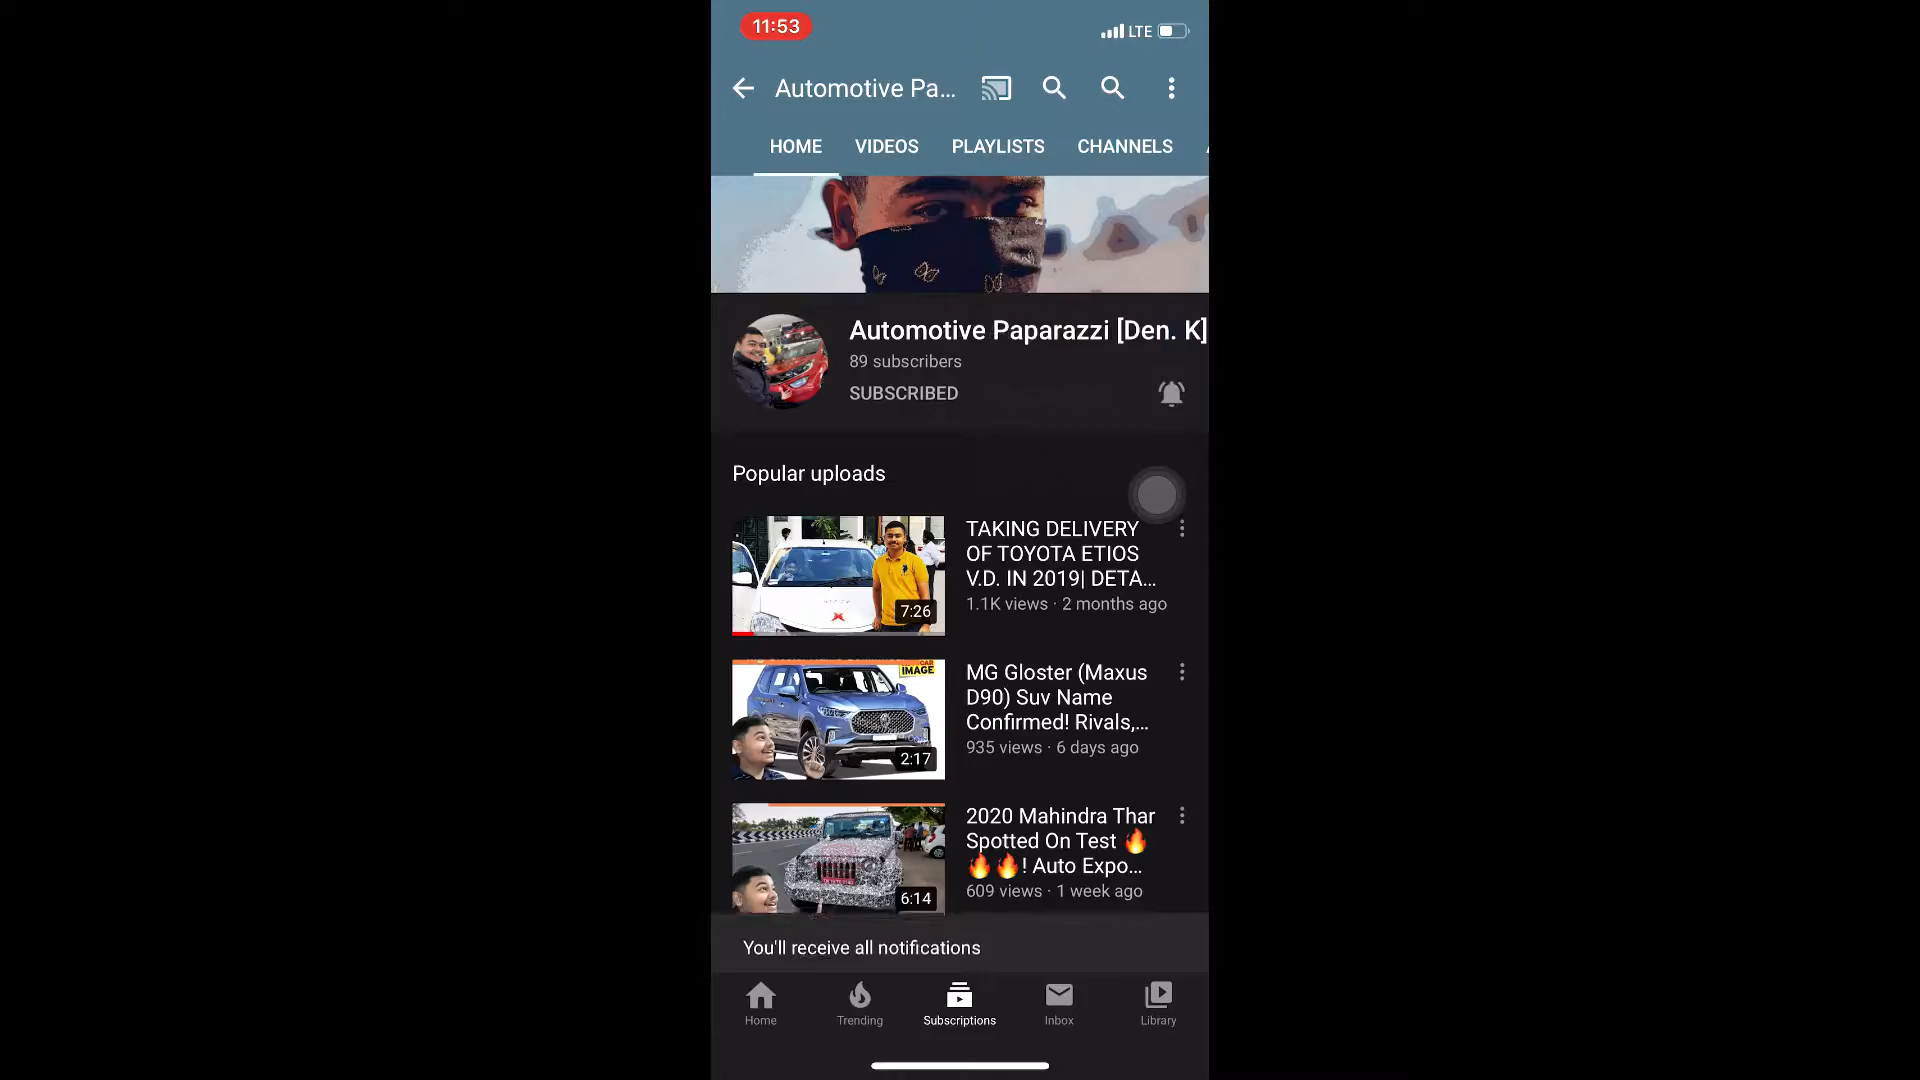 11:53
LTE
Automotive Pa...
HOME VIDEOS PLAYLISTS CHANNELS
Automotive Paparazzi [Den. K]
89 subscribers
SUBSCRIBED
Popular uploads
TAKING DELIVERY
OF TOYOTA ETIOS
V.D. IN 2019| DETA...
1.1K views · 2 months ago
7:26
CAR
IMAGE
MG Gloster (Maxus
D90) Suv Name
Confirmed! Rivals,...
935 views · 6 days ago
2:17
2020 Mahindra Thar
Spotted On Test 🔥
🔥🔥! Auto Expo...
609 views · 1 week ago
6:14
You'll receive all notifications
Home Trending Subscriptions Inbox Library